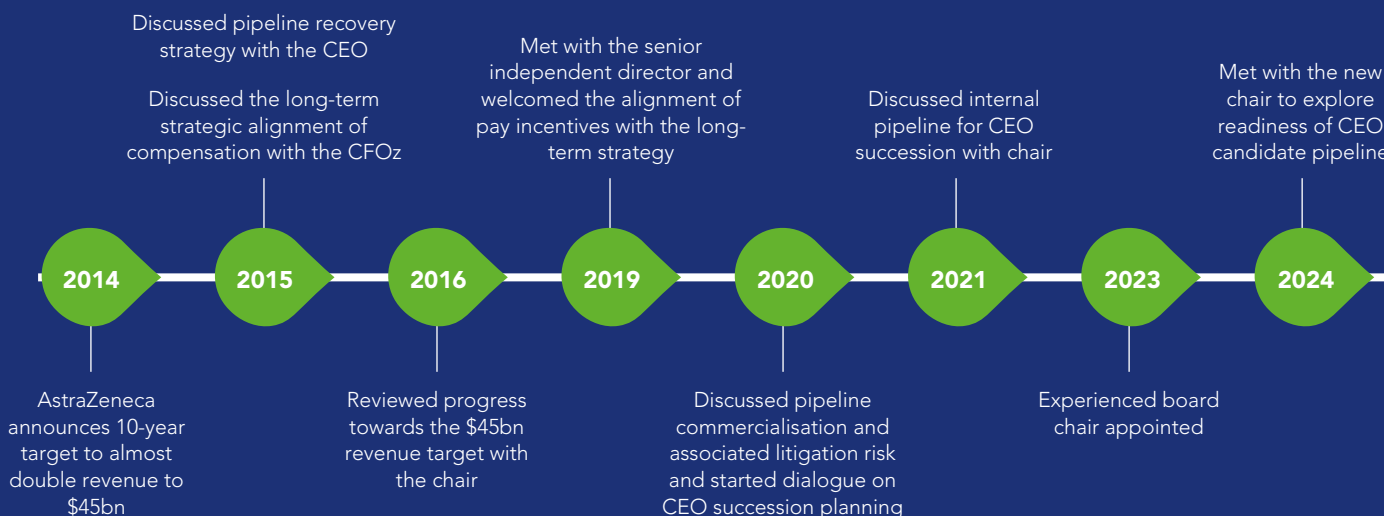 Discussed pipeline recovery
strategy with the CEO
Discussed the long-term
strategic alignment of
compensation with the CFOz
Met with the senior
independent director and
welcomed the alignment of
pay incentives with the long-
term strategy
Discussed internal
pipeline for CEO
succession with chair
Met with the new
chair to explore
readiness of CEO
candidate pipeline
2014
2015
2016
2019
2020
2021
2023
2024
AstraZeneca
announces 10-year
target to almost
double revenue to
$45bn
Reviewed progress
towards the $45bn
revenue target with
the chair
Discussed pipeline
commercialisation and
associated litigation risk
and started dialogue on
CEO succession planning
Experienced board
chair appointed